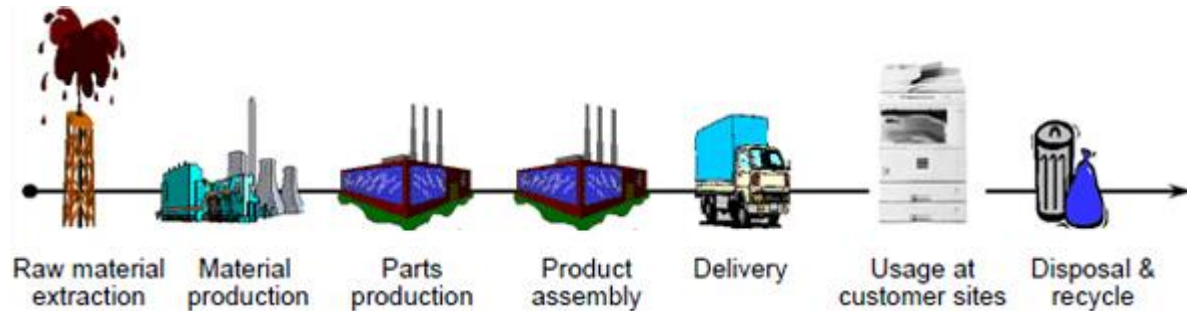 Raw material
extraction
Material
production
Parts
production
Product
assembly
Delivery
Usage at
customer sites
Disposal &
recycle